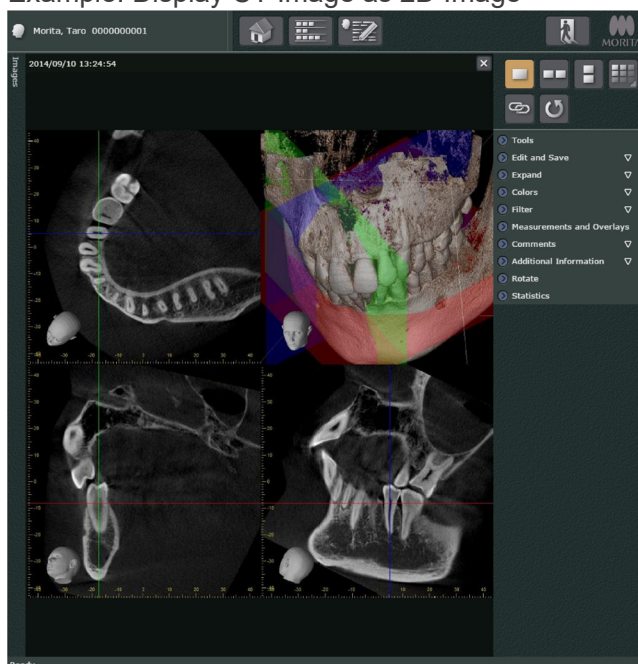 Example: Display CT Image as 2D Image
Morita, Taro 0000000001
MORITA
Images
2014/09/10 13:24:54
Tools
Edit and Save
Expand
Colors
Filter
Measurements and Overlays
Comments
Additional Information
Rotate
Statistics
Ready